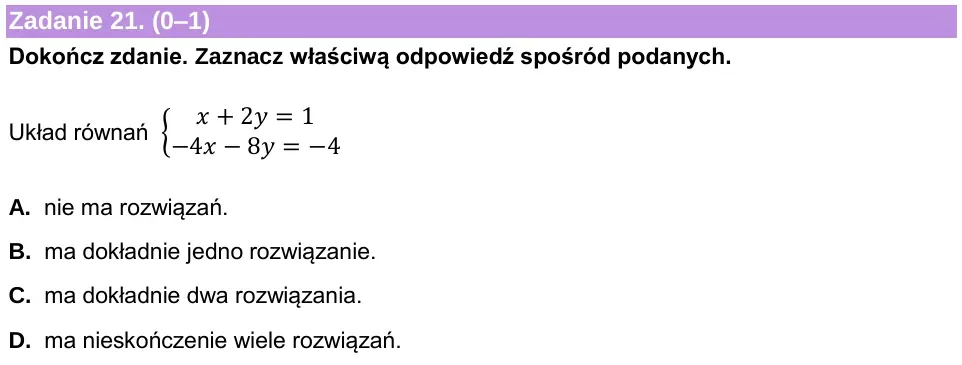 Zadanie 21. (0–1)
Dokończ zdanie. Zaznacz właściwą odpowiedź spośród podanych.
Układ równań { x + 2y = 1
−4x − 8y = −4
A. nie ma rozwiązań.
B. ma dokładnie jedno rozwiązanie.
C. ma dokładnie dwa rozwiązania.
D. ma nieskończenie wiele rozwiązań.